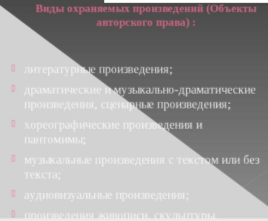 Виды охраняемых произведений (Объекты
авторского права) :
литературные произведения;
драматические и музыкально-драматические
произведения, сценарные произведения;
хореографические произведения и
пантомимы;
музыкальные произведения с текстом или без
текста;
аудиовизуальные произведения;
произведения живописи, скульптуры,